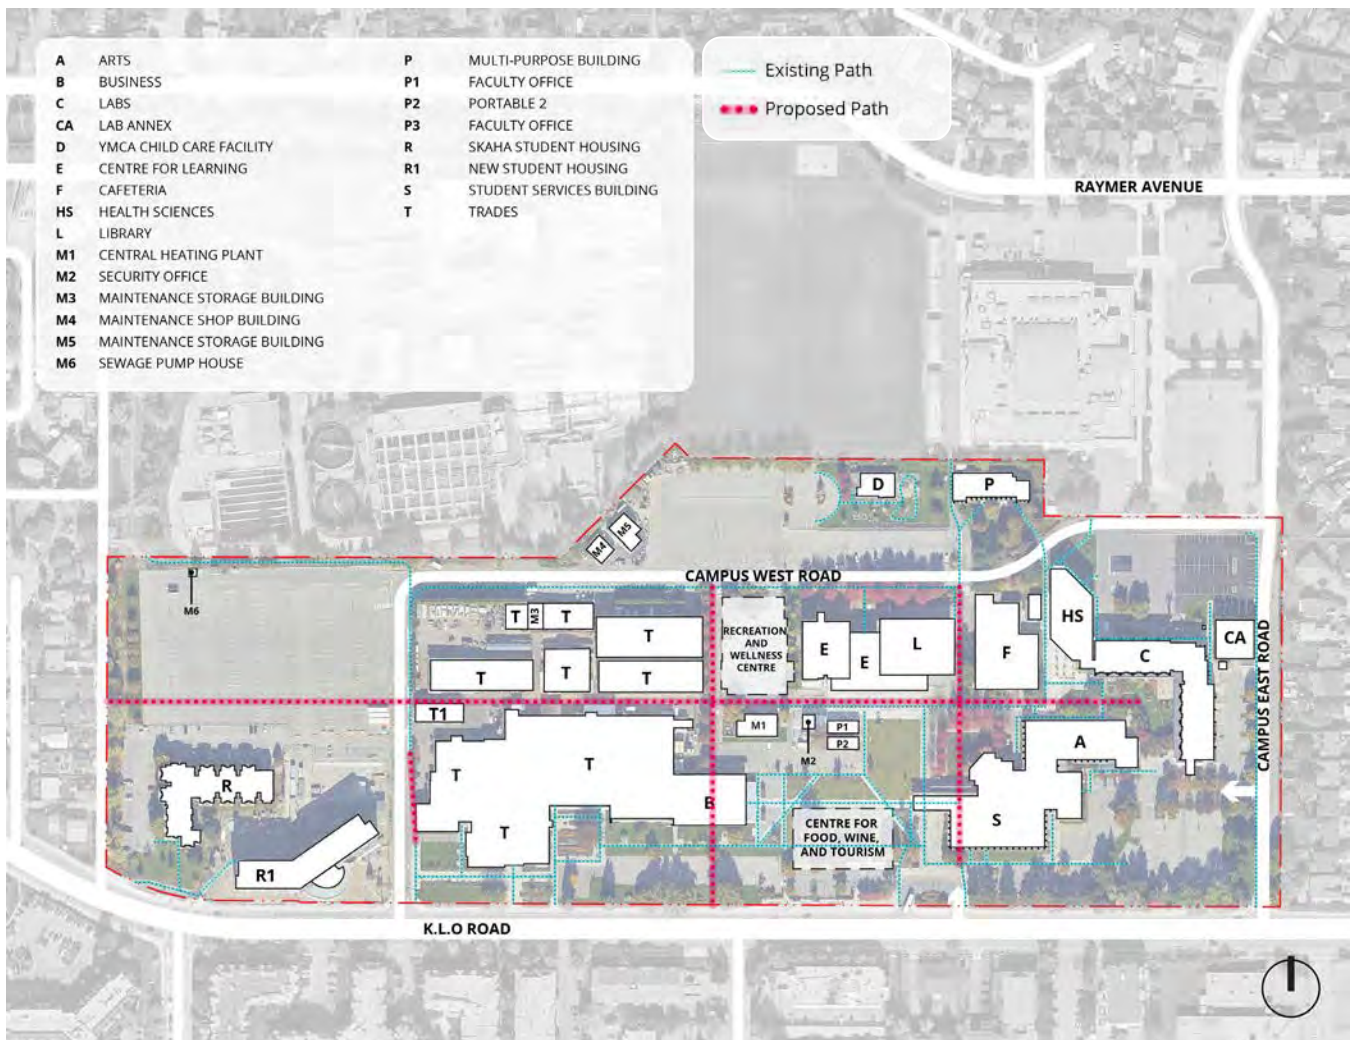 A ARTS
B BUSINESS
C LABS
CA LAB ANNEX
D YMCA CHILD CARE FACILITY
E CENTRE FOR LEARNING
F CAFETERIA
HS HEALTH SCIENCES
L LIBRARY
M1 CENTRAL HEATING PLANT
M2 SECURITY OFFICE
M3 MAINTENANCE STORAGE BUILDING
M4 MAINTENANCE SHOP BUILDING
M5 MAINTENANCE STORAGE BUILDING
M6 SEWAGE PUMP HOUSE
P MULTI-PURPOSE BUILDING
P1 FACULTY OFFICE
P2 PORTABLE 2
P3 FACULTY OFFICE
R SKAHA STUDENT HOUSING
R1 NEW STUDENT HOUSING
S STUDENT SERVICES BUILDING
T TRADES
Existing Path
Proposed Path
RAYMER AVENUE
D
P
M5
M4
CAMPUS WEST ROAD
M6
T
M3
T
T
HS
RECREATION
AND
WELLNESS
CENTRE
E
E
L
F
C
CA
T
T
T
CAMPUS EAST ROAD
T1
M1
M2
P1
P2
A
T
T
R
B
S
T
CENTRE FOR
FOOD, WINE,
AND TOURISM
R1
K.L.O ROAD